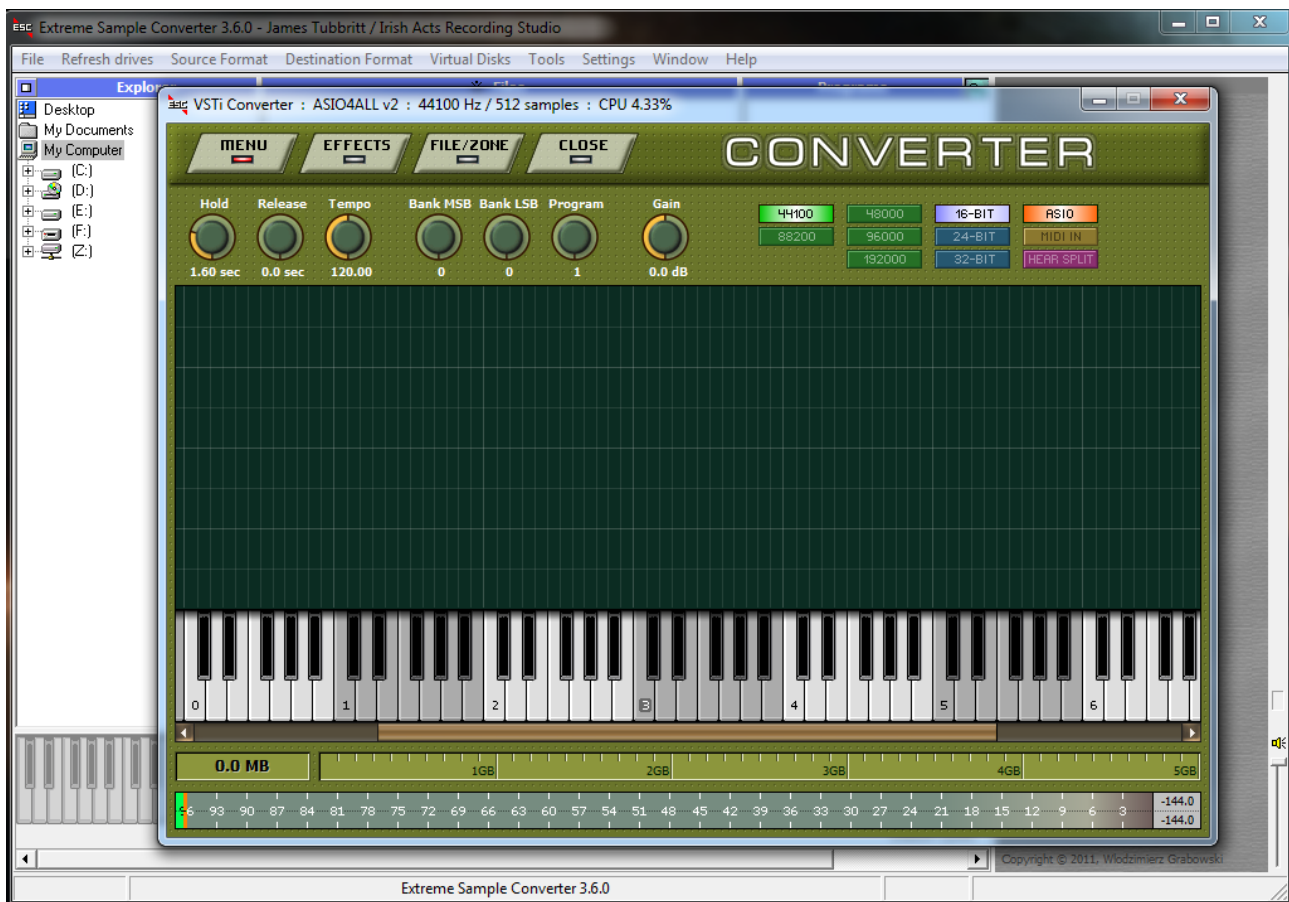 ESC Extreme Sample Converter 3.6.0 - James Tubbritt / Irish Acts Recording Studio
File Refresh drives Source Format Destination Format Virtual Disks Tools Settings Window Help
Desktop
My Documents
My Computer
(C:)
(D:)
(E:)
(F:)
(Z:)
VSTi Converter : ASIO4ALL v2 : 44100 Hz / 512 samples : CPU 4.33%
MENU EFFECTS FILE/ZONE CLOSE CONVERTER
Hold Release Tempo Bank MSB Bank LSB Program Gain
1.60 sec 0.0 sec 120.00 0 0 1 0.0 dB
44100 48000 16-BIT ASIO
88200 96000 24-BIT MIDI IN
192000 32-BIT HEAR SPLIT
0 1 2 3 4 5 6
0.0 MB 1GB 2GB 3GB 4GB 5GB
96 93 90 87 84 81 78 75 72 69 66 63 60 57 54 51 48 45 42 39 36 33 30 27 24 21 18 15 12 9 6 3
-144.0
-144.0
Copyright © 2011, Wlodzimierz Grabowski
Extreme Sample Converter 3.6.0